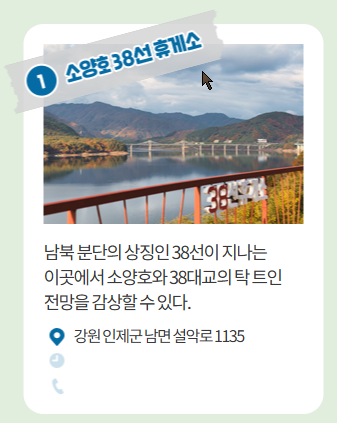 1 소양호 38선 휴게소
38선휴게소
남북 분단의 상징인 38선이 지나는
이곳에서 소양호와 38대교의 탁 트인
전망을 감상할 수 있다.
강원 인제군 남면 설악로 1135